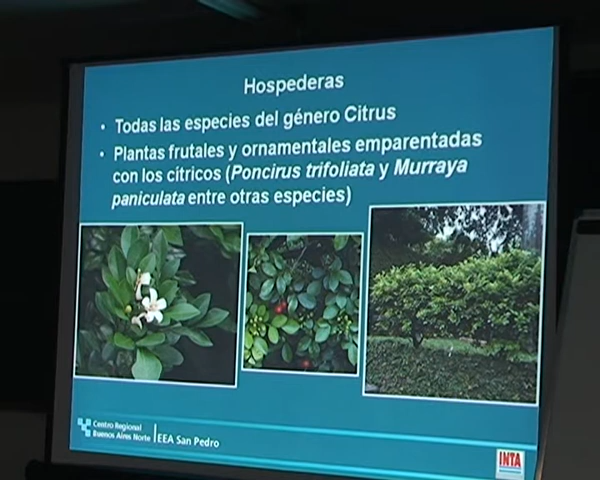 Hospederas
• Todas las especies del género Citrus
• Plantas frutales y ornamentales emparentadas
con los cítricos (Poncirus trifoliata y Murraya
paniculata entre otras especies)
Centro Regional
Buenos Aires Norte
EEA San Pedro
INTA